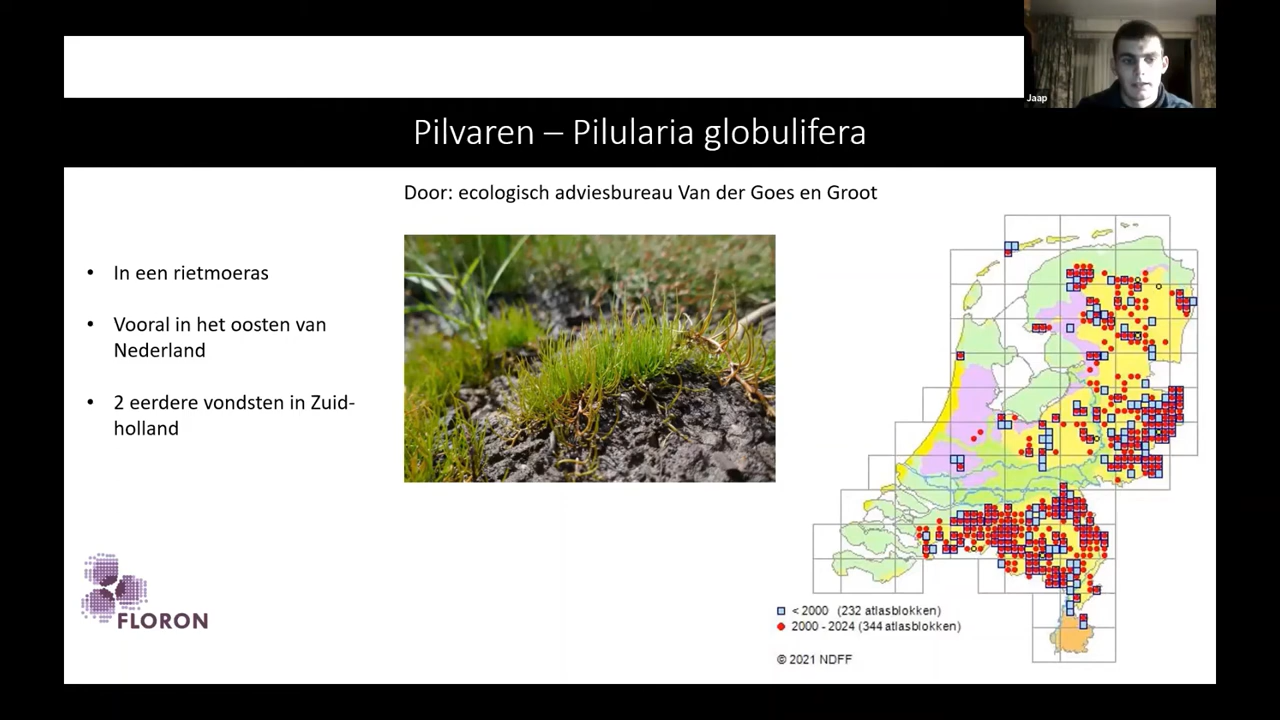 Jaap
Pilvaren – Pilularia globulifera
Door: ecologisch adviesbureau Van der Goes en Groot
• In een rietmoeras
• Vooral in het oosten van
Nederland
• 2 eerdere vondsten in Zuid-
holland
FLORON
< 2000 (232 atlasblokken)
2000 - 2024 (344 atlasblokken)
© 2021 NDFF